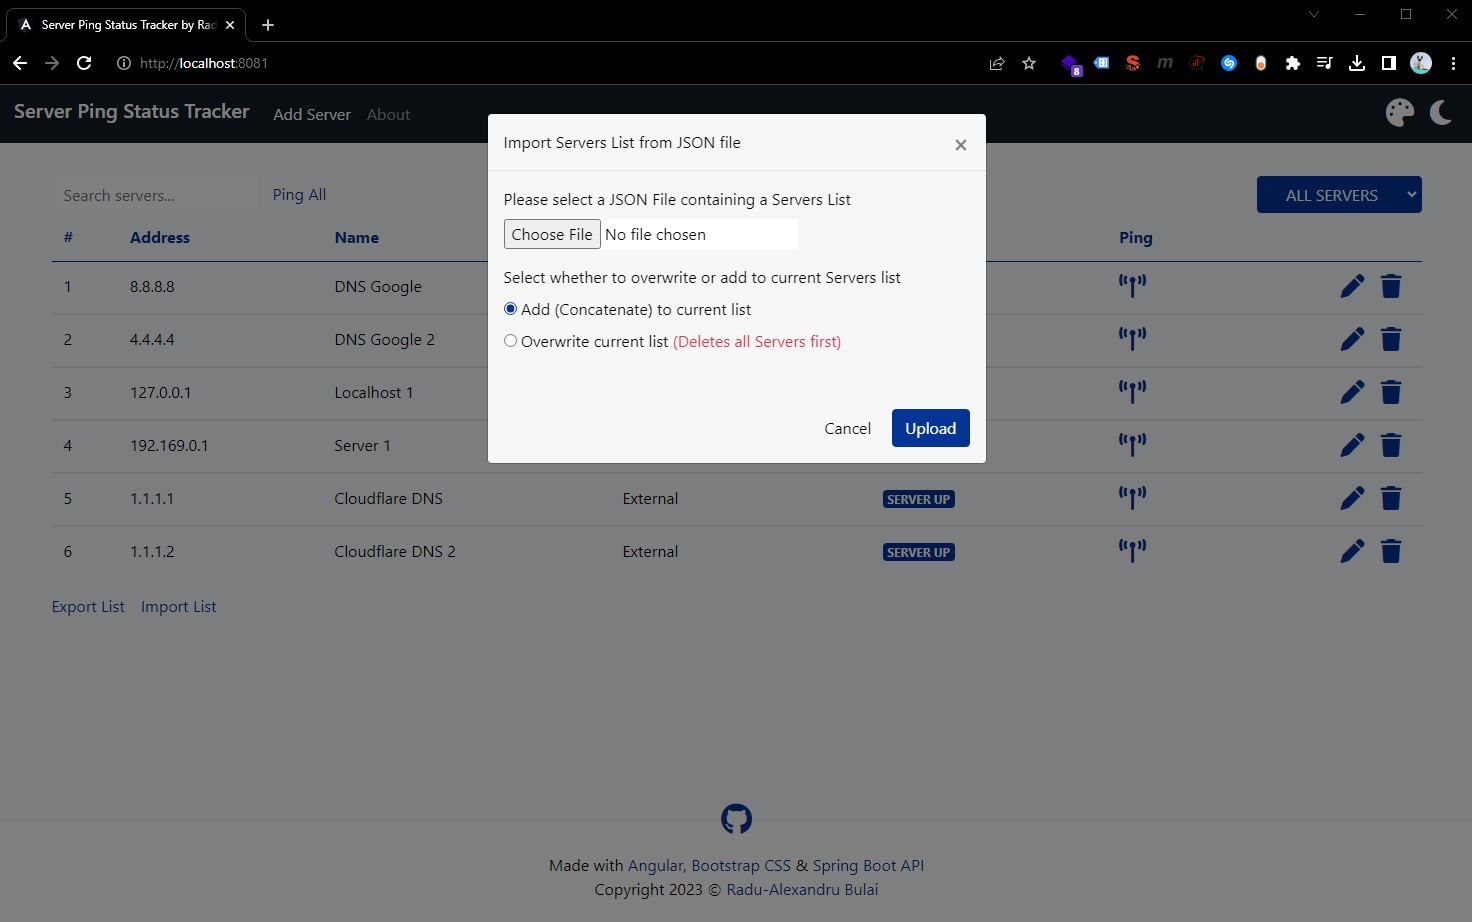 Server Ping Status Tracker by Rad
http://localhost:8081
8
Server Ping Status Tracker
Add Server
About
Import Servers List from JSON file
×
Please select a JSON File containing a Servers List
Choose File No file chosen
Select whether to overwrite or add to current Servers list
Add (Concatenate) to current list
Overwrite current list (Deletes all Servers first)
Cancel
Upload
Search servers...
Ping All
ALL SERVERS
# Address Name Ping
1 8.8.8.8 DNS Google
2 4.4.4.4 DNS Google 2
3 127.0.0.1 Localhost 1
4 192.169.0.1 Server 1
5 1.1.1.1 Cloudflare DNS External SERVER UP
6 1.1.1.2 Cloudflare DNS 2 External SERVER UP
Export List Import List
Made with Angular, Bootstrap CSS & Spring Boot API
Copyright 2023 © Radu-Alexandru Bulai